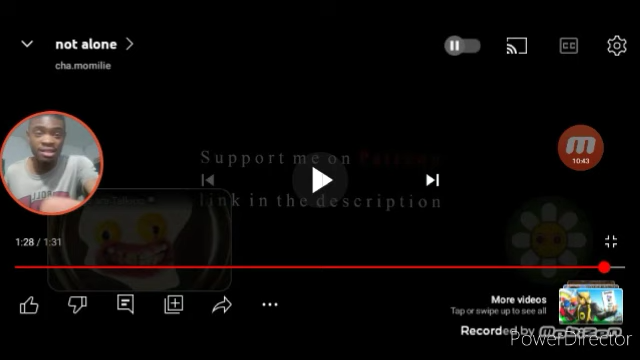 not alone
cha.momilie
CC
Support me on Patreon
link in the description
10:43
1:28 / 1:31
More videos
Tap or swipe up to see all
Recorded by
PowerDirector